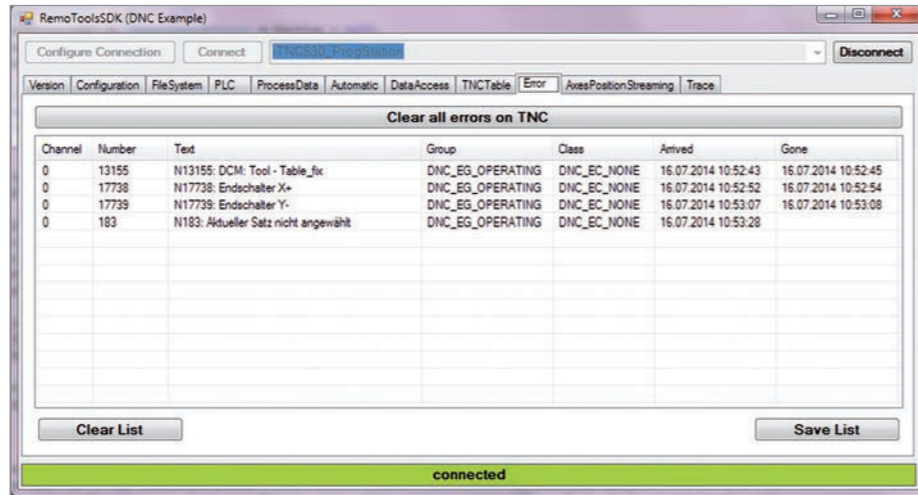 RemoToolsSDK (DNC Example)
Configure Connection Connect iTNC530_ProgStation Disconnect
Version Configuration FileSystem PLC ProcessData Automatic DataAccess TNCTable Error AxesPositionStreaming Trace
Clear all errors on TNC
Channel Number Text Group Class Arrived Gone
0 13155 N13155: DCM: Tool - Table_fix DNC_EG_OPERATING DNC_EC_NONE 16.07.2014 10:52:43 16.07.2014 10:52:45
0 17738 N17738: Endschalter X+ DNC_EG_OPERATING DNC_EC_NONE 16.07.2014 10:52:52 16.07.2014 10:52:54
0 17739 N17739: Endschalter Y- DNC_EG_OPERATING DNC_EC_NONE 16.07.2014 10:53:07 16.07.2014 10:53:08
0 183 N183: Aktueller Satz nicht angewählt DNC_EG_OPERATING DNC_EC_NONE 16.07.2014 10:53:28
Clear List Save List
connected